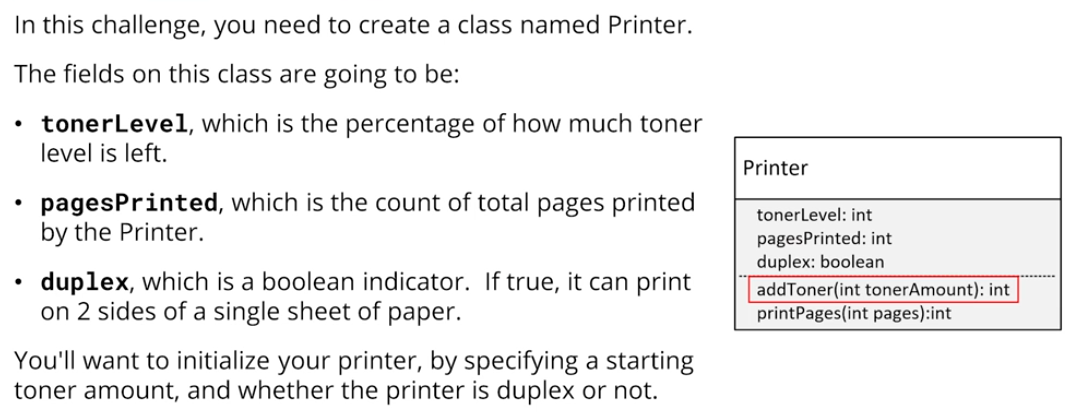 In this challenge, you need to create a class named Printer.
The fields on this class are going to be:
• tonerLevel, which is the percentage of how much toner
level is left.
• pagesPrinted, which is the count of total pages printed
by the Printer.
• duplex, which is a boolean indicator.  If true, it can print
on 2 sides of a single sheet of paper.
You'll want to initialize your printer, by specifying a starting
toner amount, and whether the printer is duplex or not.
Printer
tonerLevel: int
pagesPrinted: int
duplex: boolean
addToner(int tonerAmount): int
printPages(int pages):int